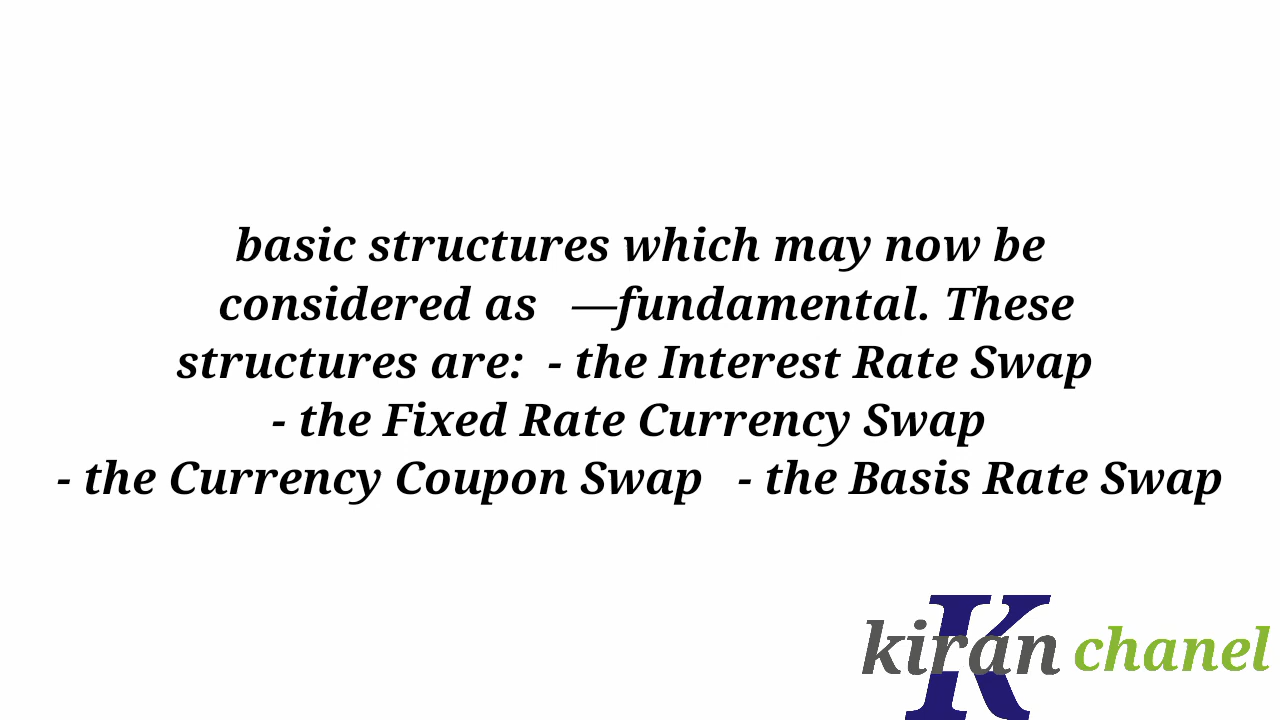 basic structures which may now be
considered as —fundamental. These
structures are: - the Interest Rate Swap
- the Fixed Rate Currency Swap
- the Currency Coupon Swap - the Basis Rate Swap
K
kiran chanel